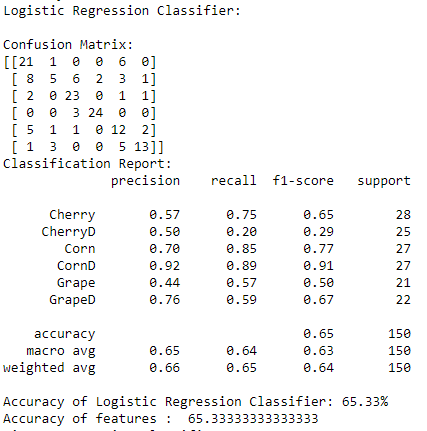 Logistic Regression Classifier:
Confusion Matrix:
[[21 1 0 0 6 0]
[ 8 5 6 2 3 1]
[ 2 0 23 0 1 1]
[ 0 0 3 24 0 0]
[ 5 1 1 0 12 2]
[ 1 3 0 0 5 13]]
Classification Report:
precision recall f1-score support
Cherry 0.57 0.75 0.65 28
CherryD 0.50 0.20 0.29 25
Corn 0.70 0.85 0.77 27
CornD 0.92 0.89 0.91 27
Grape 0.44 0.57 0.50 21
GrapeD 0.76 0.59 0.67 22
accuracy 0.65 150
macro avg 0.65 0.64 0.63 150
weighted avg 0.66 0.65 0.64 150
Accuracy of Logistic Regression Classifier: 65.33%
Accuracy of features : 65.33333333333333